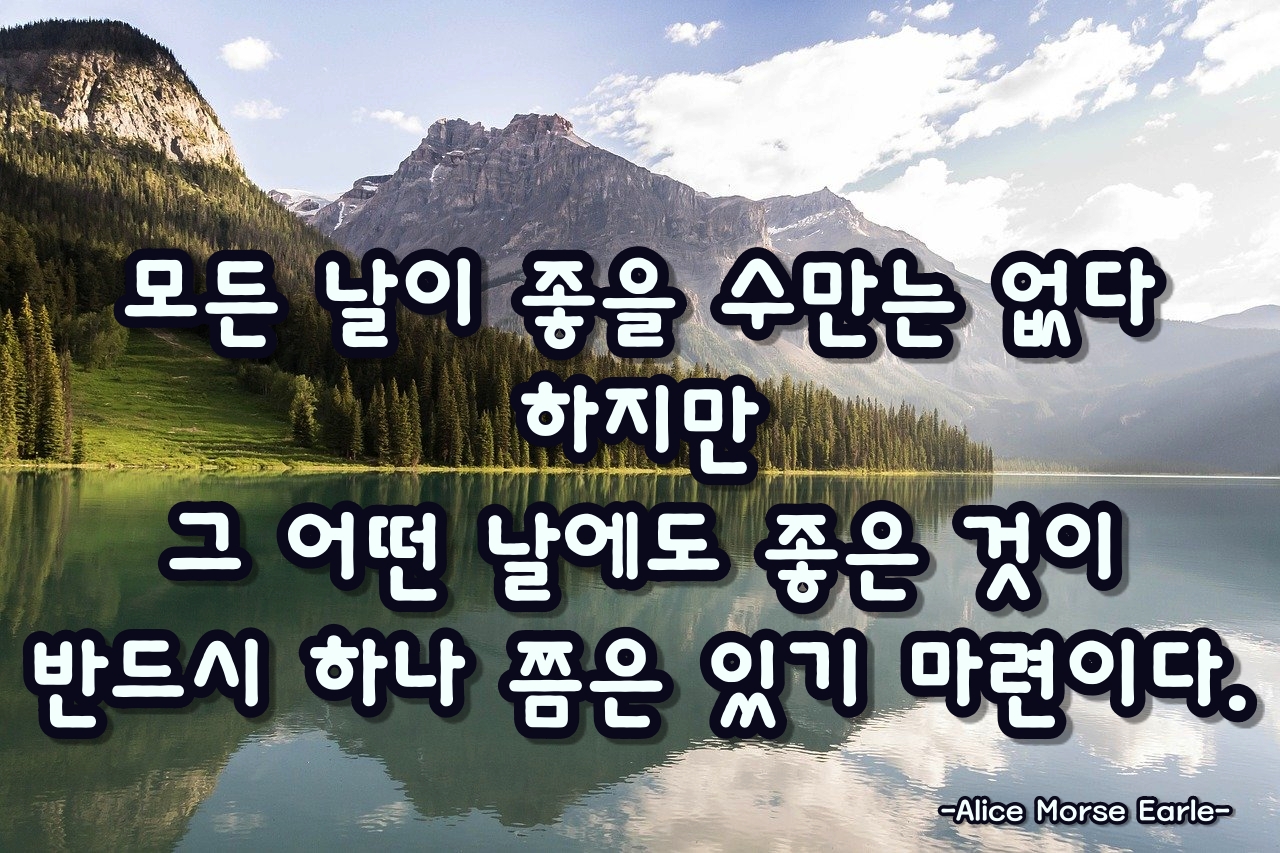 모든 날이 좋을 수만는 없다
하지만
그 어떤 날에도 좋은 것이
반드시 하나 쯤은 있기 마련이다.
-Alice Morse Earle-